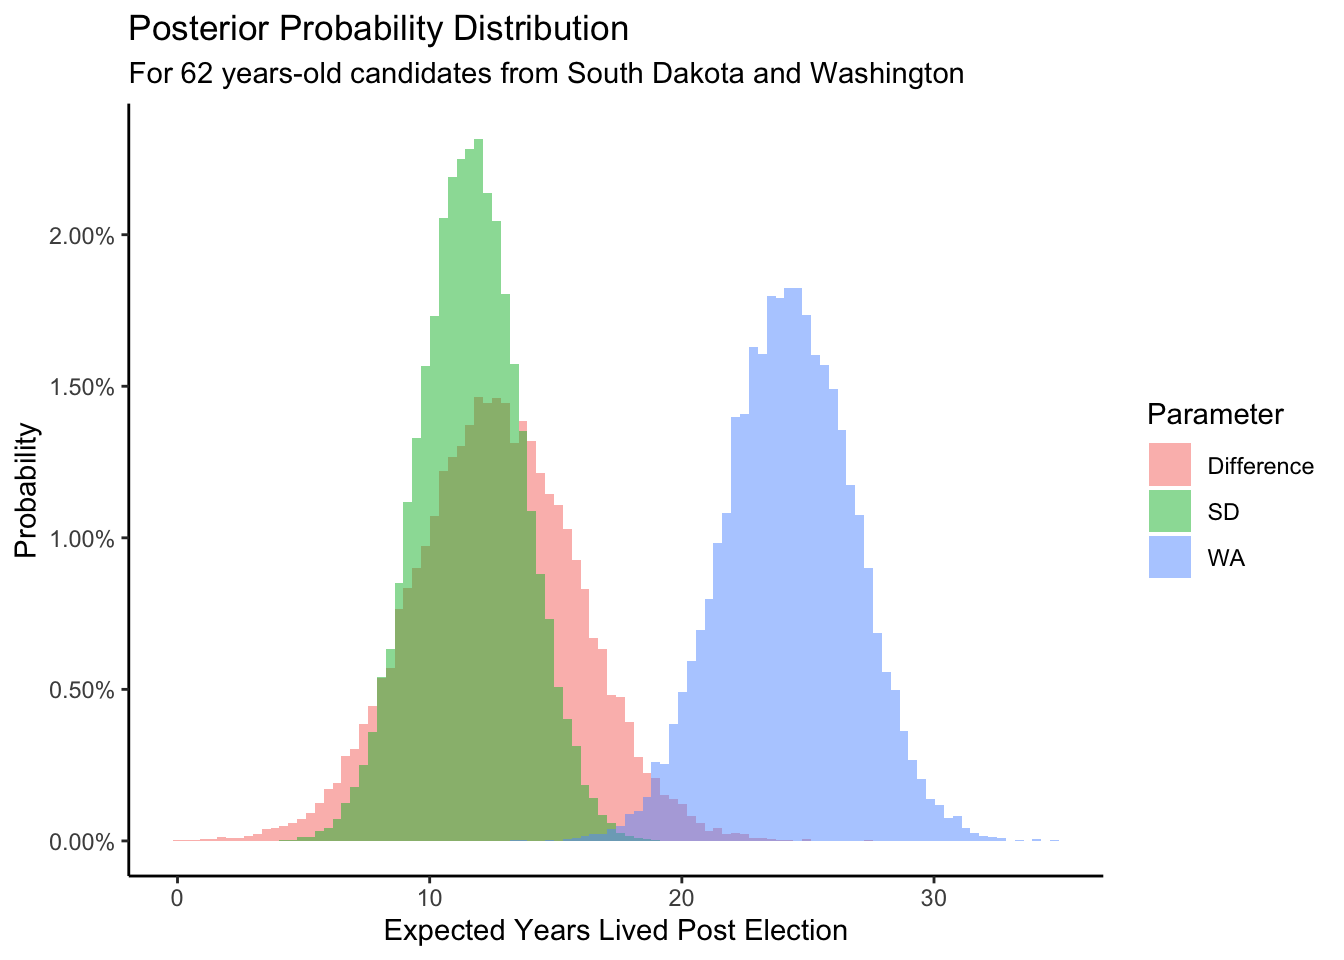 Posterior Probability Distribution
For 62 years-old candidates from South Dakota and Washington
Probability
2.00%
1.50%
1.00%
0.50%
0.00%
0
10
20
30
Expected Years Lived Post Election
Parameter
Difference
SD
WA